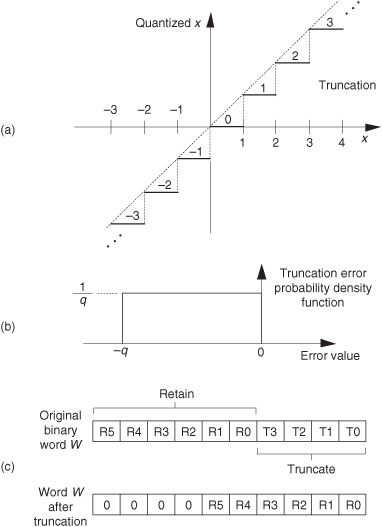 Quantized x
3
2
Truncation
1
–3 –2 –1 0
1 2 3 4 x
(a)
–1
–2
–3
1/q
Truncation error
probability density
function
(b)
–q 0 Error value
Retain
Original
binary
word W
R5 R4 R3 R2 R1 R0 T3 T2 T1 T0
Truncate
(c)
Word W
after
truncation
0 0 0 0 R5 R4 R3 R2 R1 R0